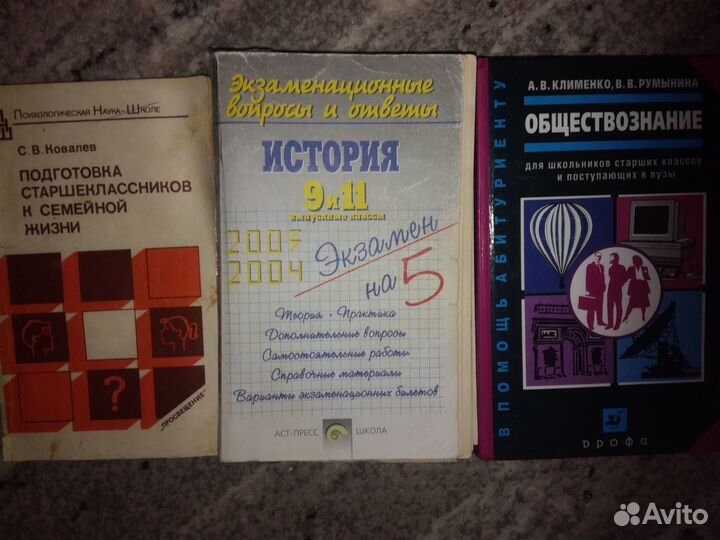 Психологическая Наука–Школе
С. В. Ковалев
ПОДГОТОВКА
СТАРШЕКЛАССНИКОВ
К СЕМЕЙНОЙ
ЖИЗНИ
?
"ПРОСВЕЩЕНИЕ"
Экзаменационные
вопросы и ответы
ИСТОРИЯ
9 и 11
выпускные классы
2003
2004
Экзамен
на 5
Теория · Практика
Дополнительные вопросы
Самостоятельные работы
Справочные материалы
Варианты экзаменационных билетов
АСТ-ПРЕСС ШКОЛА
В ПОМОЩЬ АБИТУРИЕНТУ
А. В. КЛИМЕНКО, В. В. РУМЫНИНА
ОБЩЕСТВОЗНАНИЕ
для школьников старших классов
и поступающих в вузы
дрофа
Avito